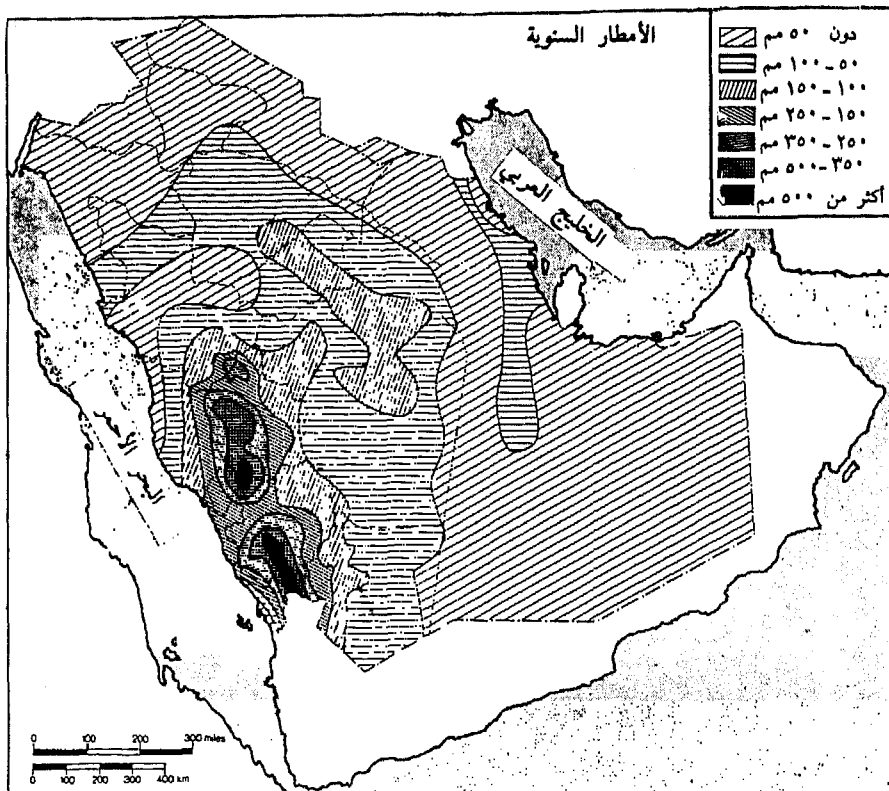 الأمطار السنوية
دون ٥٠ مم
٥٠ - ١٠٠ مم
١٠٠ - ١٥٠ مم
١٥٠ - ٢٥٠ مم
٢٥٠ - ٣٥٠ مم
٣٥٠ - ٥٠٠ مم
أكثر من ٥٠٠ مم
الخليج العربي
البحر الأحمر
0 100 200 300 miles
0 100 200 300 400 km